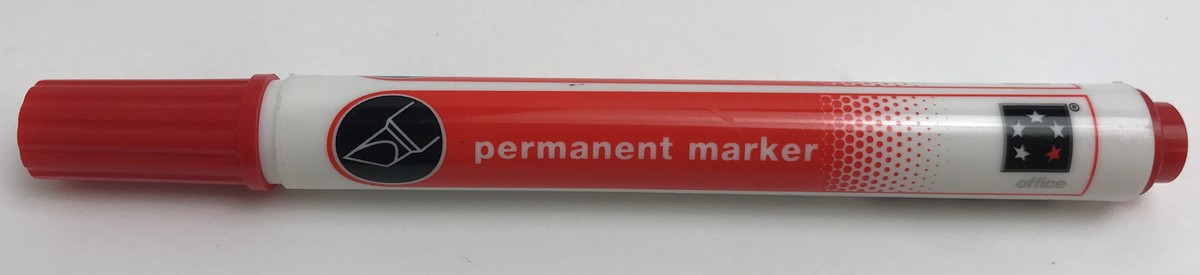 permanent marker
®
office